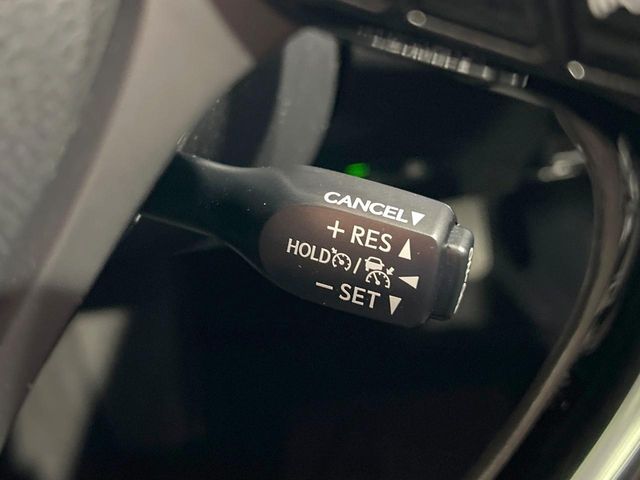 CANCEL▼
+ RES ▲
HOLD / ◀
− SET ▼